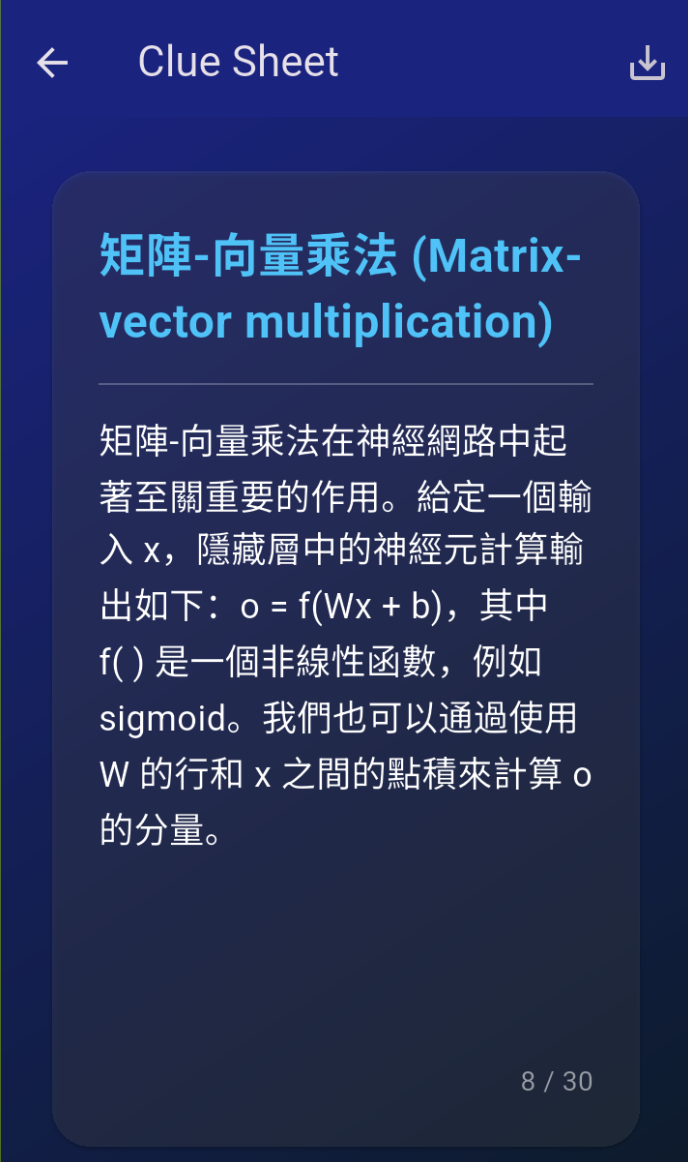 Clue Sheet
矩陣-向量乘法 (Matrix-
vector multiplication)
矩陣-向量乘法在神經網路中起
著至關重要的作用。給定一個輸
入 x，隱藏層中的神經元計算輸
出如下：o = f(Wx + b)，其中
f( ) 是一個非線性函數，例如
sigmoid。我們也可以通過使用
W 的行和 x 之間的點積來計算 o
的分量。
8 / 30